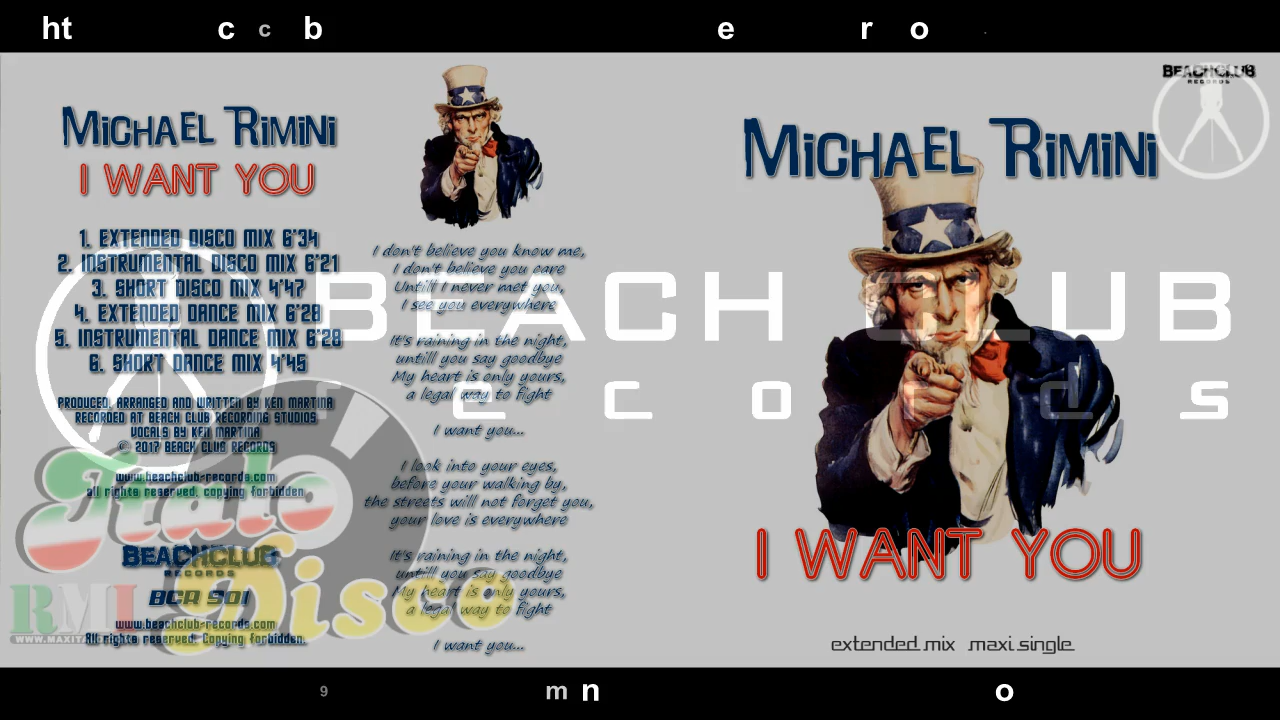 ht c c b e r o
MICHAEL RIMINI
I WANT YOU
1. EXTENDED DISCO MIX 6'34
2. INSTRUMENTAL DISCO MIX 6'21
3. SHORT DISCO MIX 4'47
4. EXTENDED DANCE MIX 6'28
5. INSTRUMENTAL DANCE MIX 6'28
6. SHORT DANCE MIX 4'45
PRODUCED, ARRANGED AND WRITTEN BY KEN MARTINA
RECORDED AT BEACH CLUB RECORDING STUDIOS
VOCALS BY KEN MARTINA
© 2017 BEACH CLUB RECORDS
www.beachclub-records.com
all rights reserved. copying forbidden.
BEACHCLUB
RECORDS
BCR 501
www.beachclub-records.com
All rights reserved. Copying forbidden.
Italo
Disco
RMI
I don't believe you know me,
I don't believe you care
Untill I never met you,
I see you everywhere
It's raining in the night,
untill you say goodbye
My heart is only yours,
a legal way to fight
I want you...
I look into your eyes,
before your walking by,
the streets will not forget you,
your love is everywhere
It's raining in the night,
untill you say goodbye
My heart is only yours,
a legal way to fight
I want you...
BEACH CLUB
records
BEACHCLUB
RECORDS
MICHAEL RIMINI
I WANT YOU
extended mix maxi single
9 m n o